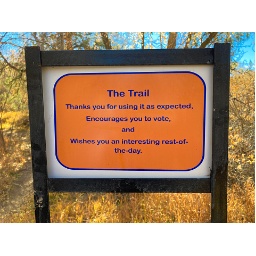 The Trail
Thanks you for using it as expected,
Encourages you to vote,
and
Wishes you an interesting rest-of-
the-day.